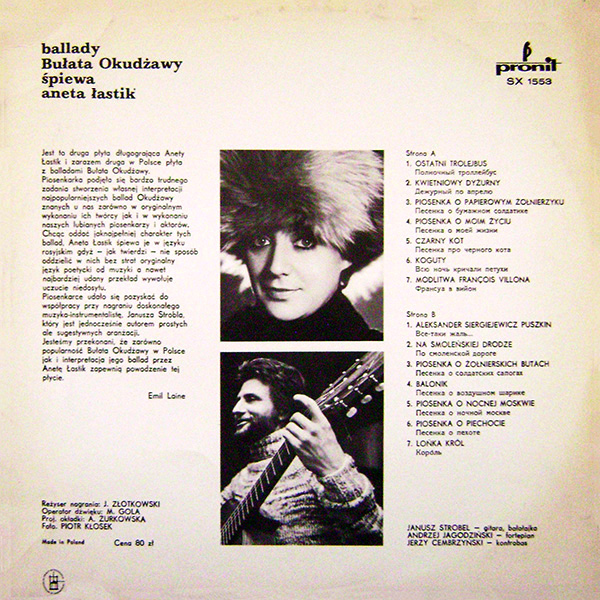 ballady
Bułata Okudżawy
śpiewa
aneta łastik
pronit
SX 1553
Jest to druga płyta długogrająca Anety
Łastik i zarazem druga w Polsce płyta
z balladami Bułata Okudżawy.
Piosenkarka podjęła się bardzo trudnego
zadania stworzenia własnej interpretacji
najpopularniejszych ballad Okudżawy
znanych u nas zarówno w oryginalnym
wykonaniu ich twórcy jak i w wykonaniu
naszych lubianych piosenkarzy i aktorów.
Chcąc oddać jaknajpełniej charakter tych
ballad, Aneta Łastik śpiewa je w języku
rosyjskim gdyż – jak twierdzi – nie sposób
oddzielić w nich bez strat oryginalny
język poetycki od muzyki a nawet
najbardziej udany przekład wywołuje
uczucie niedosytu.
Piosenkarce udało się pozyskać do
współpracy przy nagraniu doskonałego
muzyka-instrumentalistę, Janusza Strobla,
który jest jednocześnie autorem prostych
ale sugestywnych aranżacji.
Jesteśmy przekonani, że zarówno
popularność Bułata Okudżawy w Polsce
jak i interpretacja jego ballad przez
Anetę Łastik zapewnią powodzenie tej
płycie.
Emil Laine
Reżyser nagrania: J. ZŁOTKOWSKI
Operator dźwięku: M. GOLA
Proj. okładki: A. ŻURKOWSKA
Foto. PIOTR KŁOSEK
Made in Poland
Cena 80 zł
Strona A
1. OSTATNI TROLEJBUS
Полночный троллейбус
2. KWIETNIOWY DYŻURNY
Дежурный по апрелю
3. PIOSENKA O PAPIEROWYM ŻOŁNIERZYKU
Песенка о бумажном солдатике
4. PIOSENKA O MOIM ŻYCIU
Песенка о моей жизни
5. CZARNY KOT
Песенка про черного кота
6. KOGUTY
Всю ночь кричали петухи
7. MODLITWA FRANÇOIS VILLONA
Француа в вийон
Strona B
1. ALEKSANDER SIERGIEJEWICZ PUSZKIN
Все-таки жаль...
2. NA SMOLEŃSKIEJ DRODZE
По смоленской дороге
3. PIOSENKA O ŻOŁNIERSKICH BUTACH
Песенка о солдатских сапогах
4. BALONIK
Песенка о воздушном шарике
5. PIOSENKA O NOCNEJ MOSKWIE
Песенка о ночной москве
6. PIOSENKA O PIECHOCIE
Песенка о пехоте
7. LONKA KRÓL
Король
JANUSZ STROBEL – gitara, bałałajka
ANDRZEJ JAGODZIŃSKI – fortepian
JERZY CEMBRZYŃSKI – kontrabas